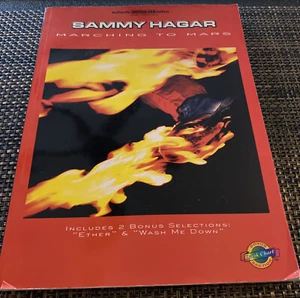 SAMMY HAGAR
MARCHING TO MARS
INCLUDES 2 BONUS SELECTIONS:
"ETHER" & "WASH ME DOWN"